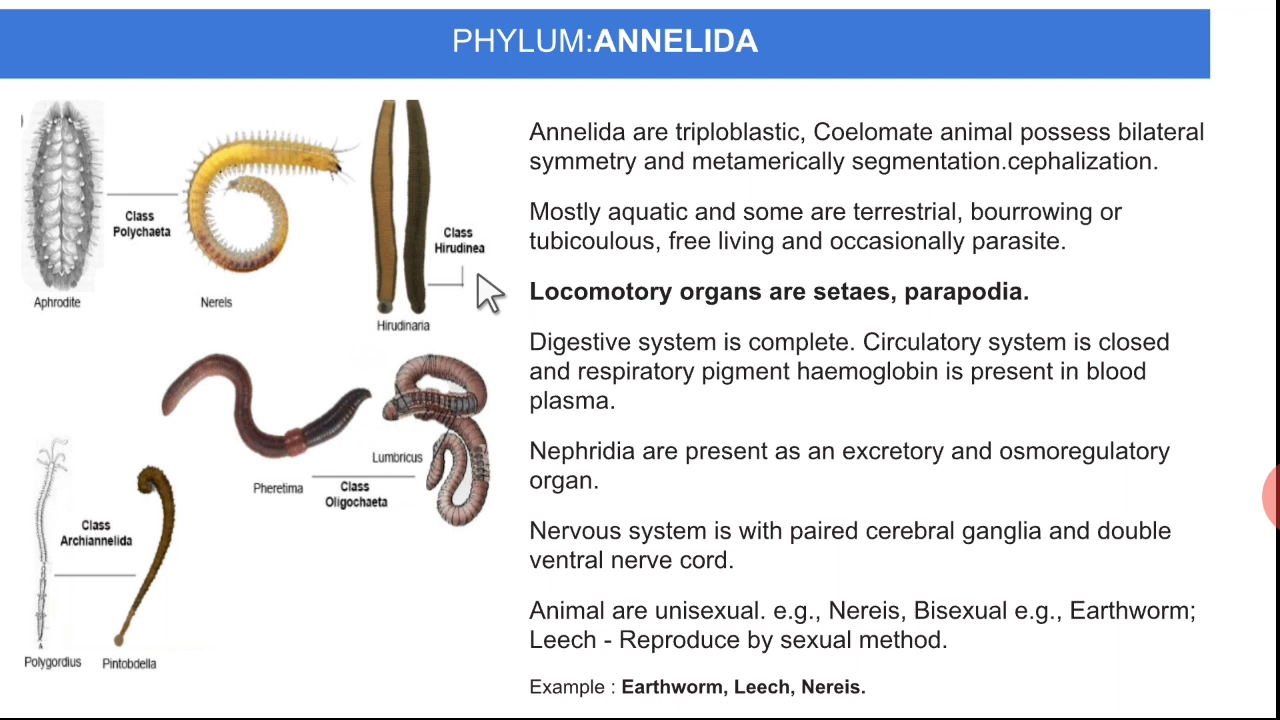 PHYLUM:ANNELIDA
Annelida are triploblastic, Coelomate animal possess bilateral
symmetry and metamerically segmentation.cephalization.
Mostly aquatic and some are terrestrial, bourrowing or
tubicoulous, free living and occasionally parasite.
Locomotory organs are setaes, parapodia.
Digestive system is complete. Circulatory system is closed
and respiratory pigment haemoglobin is present in blood
plasma.
Nephridia are present as an excretory and osmoregulatory
organ.
Nervous system is with paired cerebral ganglia and double
ventral nerve cord.
Animal are unisexual. e.g., Nereis, Bisexual e.g., Earthworm;
Leech - Reproduce by sexual method.
Example : Earthworm, Leech, Nereis.
Class
Polychaeta
Aphrodite
Nereis
Class
Hirudinea
Hirudinaria
Lumbricus
Pheretima
Class
Oligochaeta
Class
Archiannelida
A
Polygordius
Pintobdella